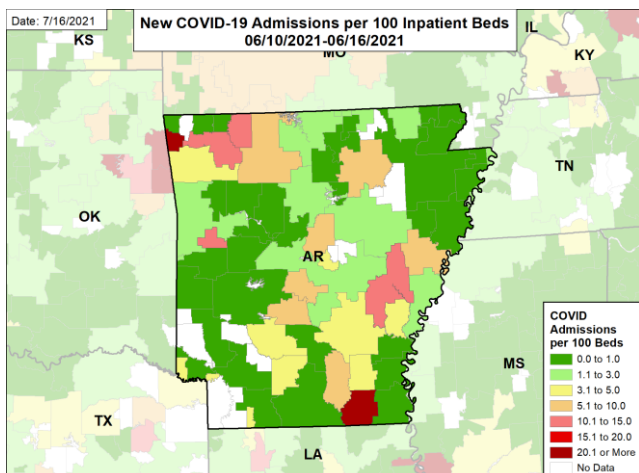 Date: 7/16/2021
New COVID-19 Admissions per 100 Inpatient Beds
06/10/2021-06/16/2021
KS
MO
IL
KY
TN
OK
AR
MS
TX
LA
COVID
Admissions
per 100 Beds
0.0 to 1.0
1.1 to 3.0
3.1 to 5.0
5.1 to 10.0
10.1 to 15.0
15.1 to 20.0
20.1 or More
No Data